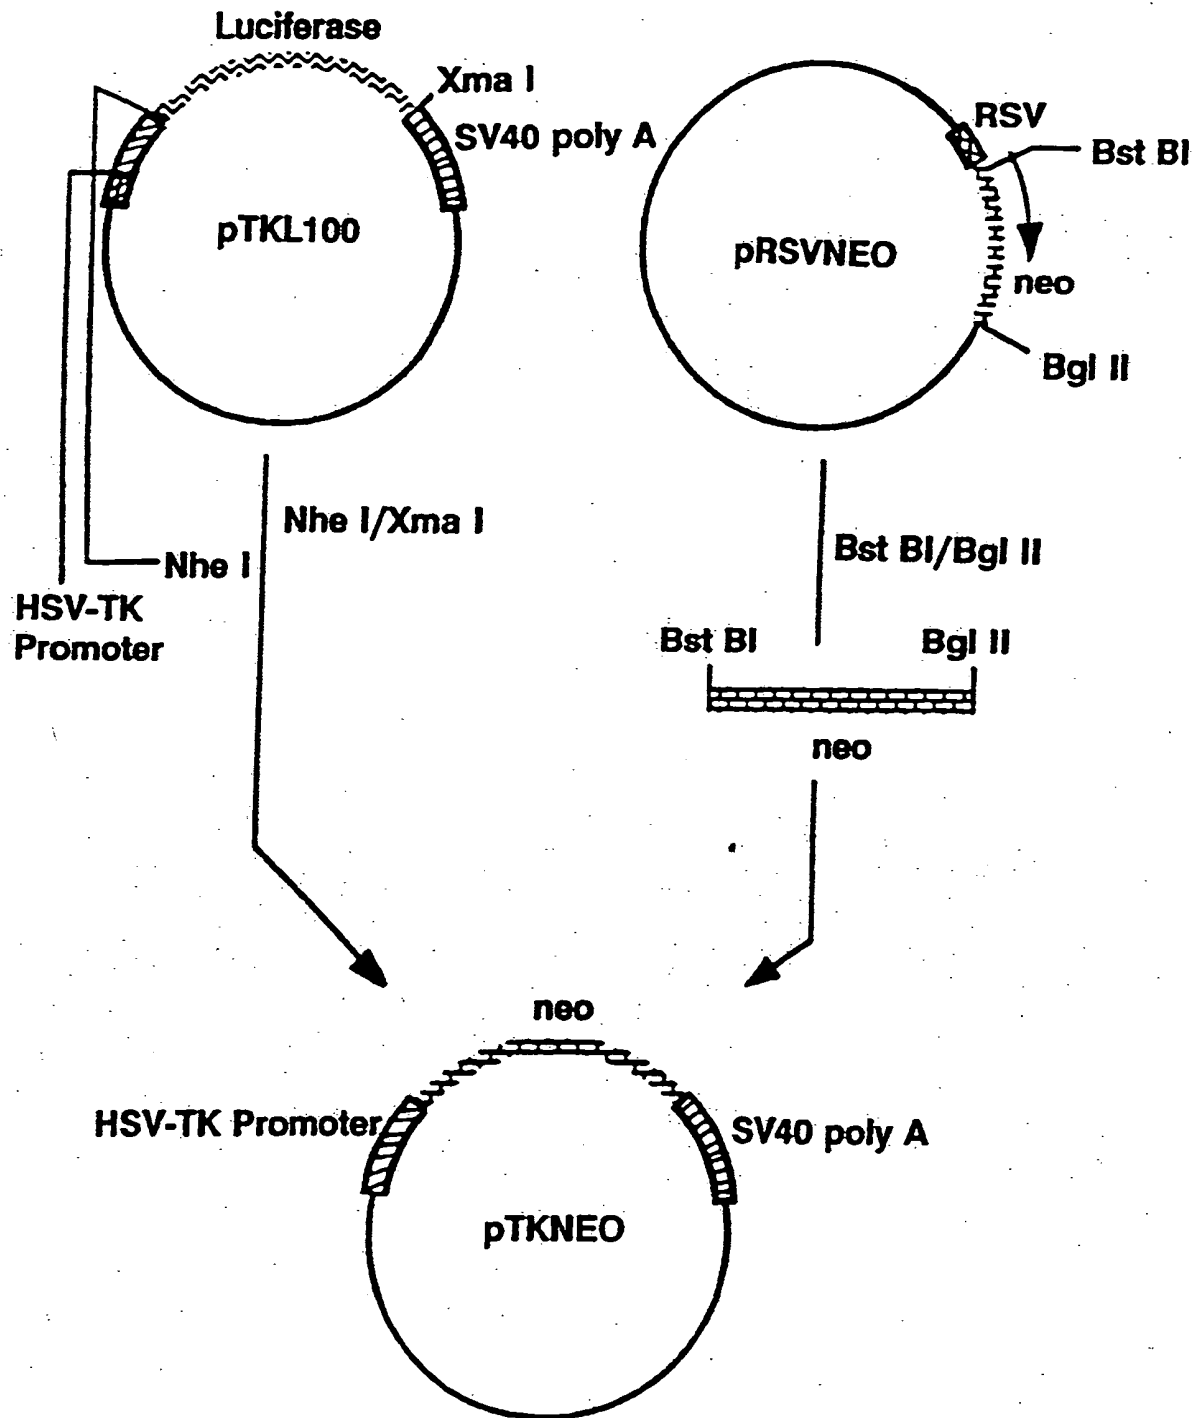 Luciferase
Xma I
SV40 poly A
pTKL100
RSV
Bst BI
pRSVNEO
neo
Bgl II
Nhe I/Xma I
Nhe I
HSV-TK
Promoter
Bst BI/Bgl II
Bst BI
Bgl II
neo
neo
HSV-TK Promoter
SV40 poly A
pTKNEO